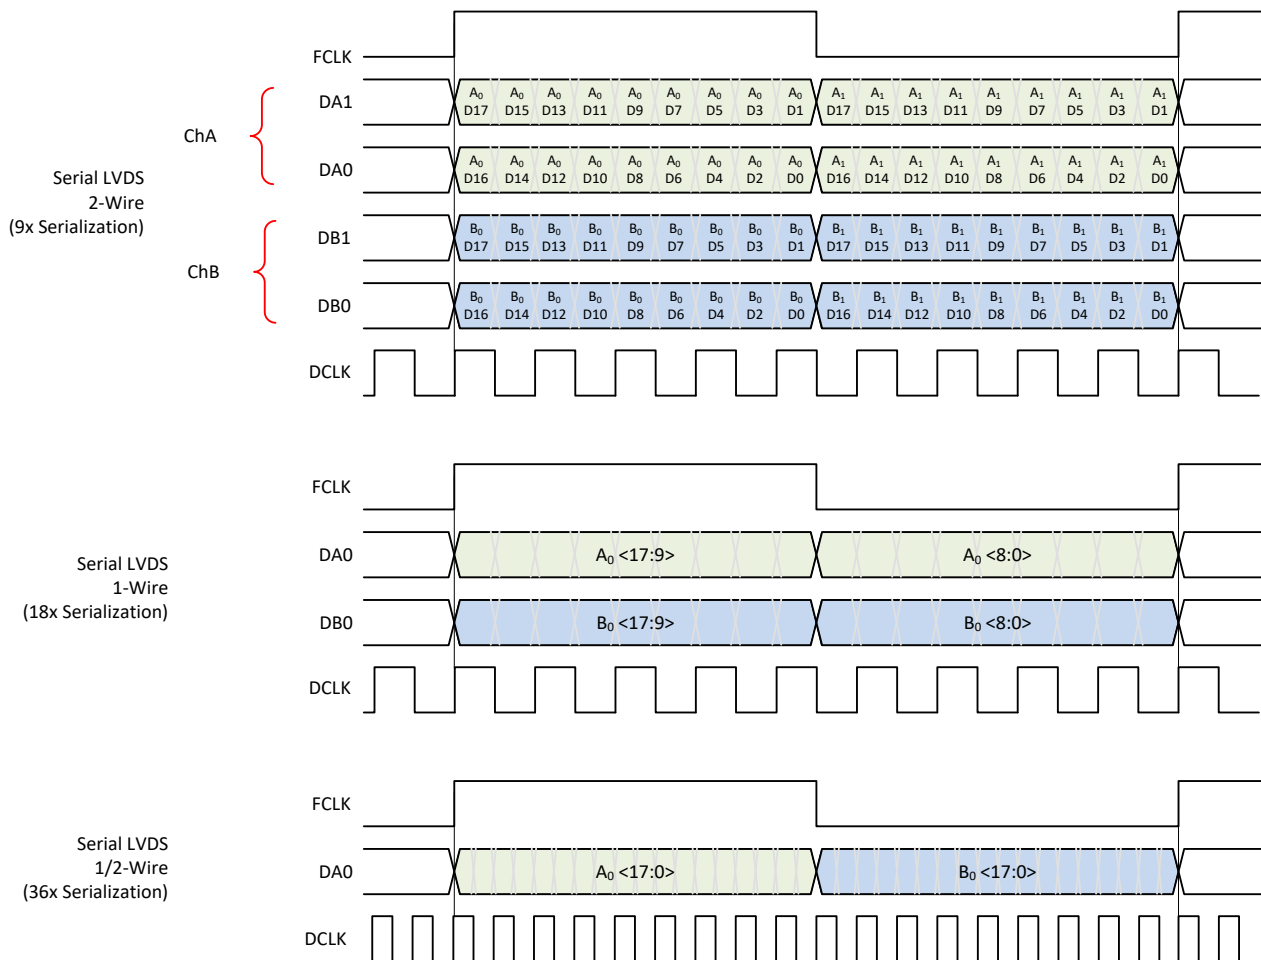 FCLK
DA1
A0 A0 A0 A0 A0 A0 A0 A0 A0 A1 A1 A1 A1 A1 A1 A1 A1 A1
D17 D15 D13 D11 D9 D7 D5 D3 D1 D17 D15 D13 D11 D9 D7 D5 D3 D1
ChA
DA0
A0 A0 A0 A0 A0 A0 A0 A0 A0 A1 A1 A1 A1 A1 A1 A1 A1 A1
D16 D14 D12 D10 D8 D6 D4 D2 D0 D16 D14 D12 D10 D8 D6 D4 D2 D0
Serial LVDS
2-Wire
(9x Serialization)
DB1
B0 B0 B0 B0 B0 B0 B0 B0 B0 B1 B1 B1 B1 B1 B1 B1 B1 B1
D17 D15 D13 D11 D9 D7 D5 D3 D1 D17 D15 D13 D11 D9 D7 D5 D3 D1
ChB
DB0
B0 B0 B0 B0 B0 B0 B0 B0 B0 B1 B1 B1 B1 B1 B1 B1 B1 B1
D16 D14 D12 D10 D8 D6 D4 D2 D0 D16 D14 D12 D10 D8 D6 D4 D2 D0
DCLK
FCLK
DA0 A0 <17:9> A0 <8:0>
Serial LVDS
1-Wire
(18x Serialization)
DB0 B0 <17:9> B0 <8:0>
DCLK
FCLK
Serial LVDS
1/2-Wire
(36x Serialization)
DA0 A0 <17:0> B0 <17:0>
DCLK